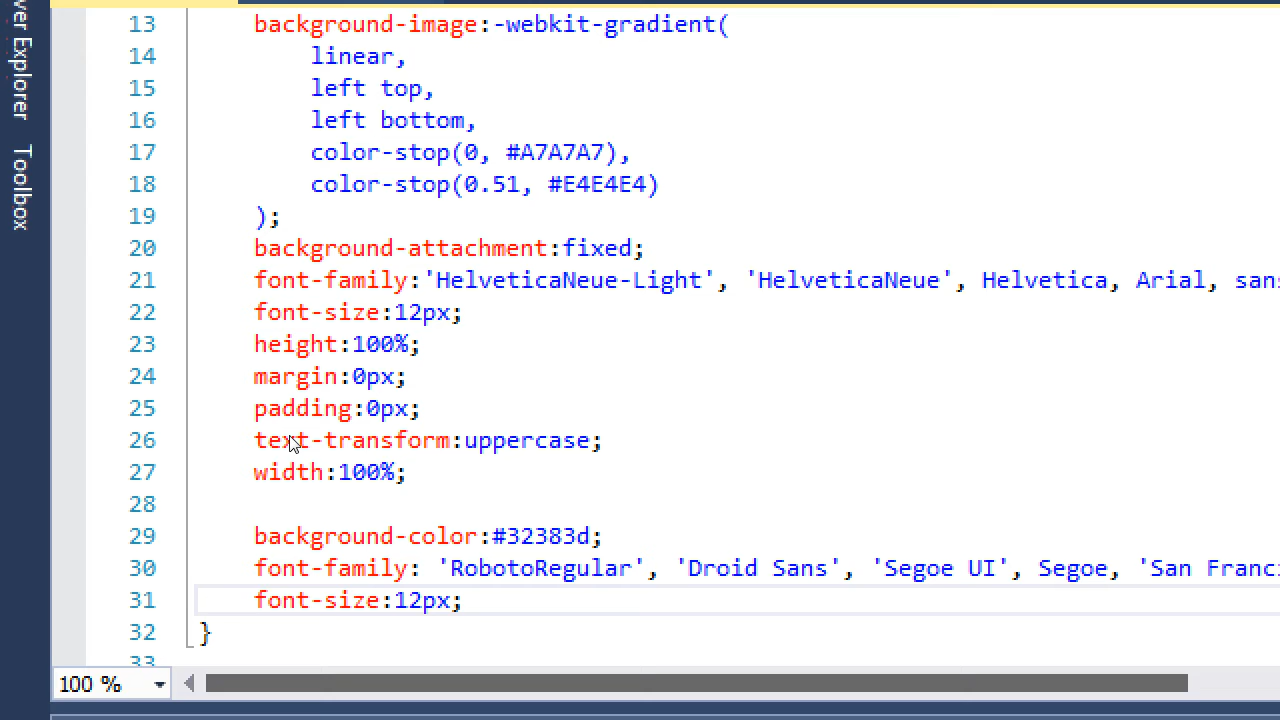 ver Explorer
Toolbox
13 background-image:-webkit-gradient(
14 linear,
15 left top,
16 left bottom,
17 color-stop(0, #A7A7A7),
18 color-stop(0.51, #E4E4E4)
19 );
20 background-attachment:fixed;
21 font-family:'HelveticaNeue-Light', 'HelveticaNeue', Helvetica, Arial, sans
22 font-size:12px;
23 height:100%;
24 margin:0px;
25 padding:0px;
26 text-transform:uppercase;
27 width:100%;
28
29 background-color:#32383d;
30 font-family: 'RobotoRegular', 'Droid Sans', 'Segoe UI', Segoe, 'San Franci
31 font-size:12px;
32 }
33
100 %